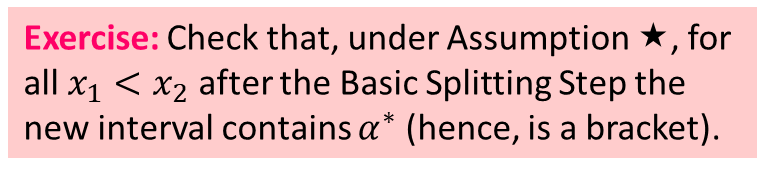 Exercise: Check that, under Assumption ★, for
all 𝑥₁ < 𝑥₂ after the Basic Splitting Step the
new interval contains 𝛼* (hence, is a bracket).